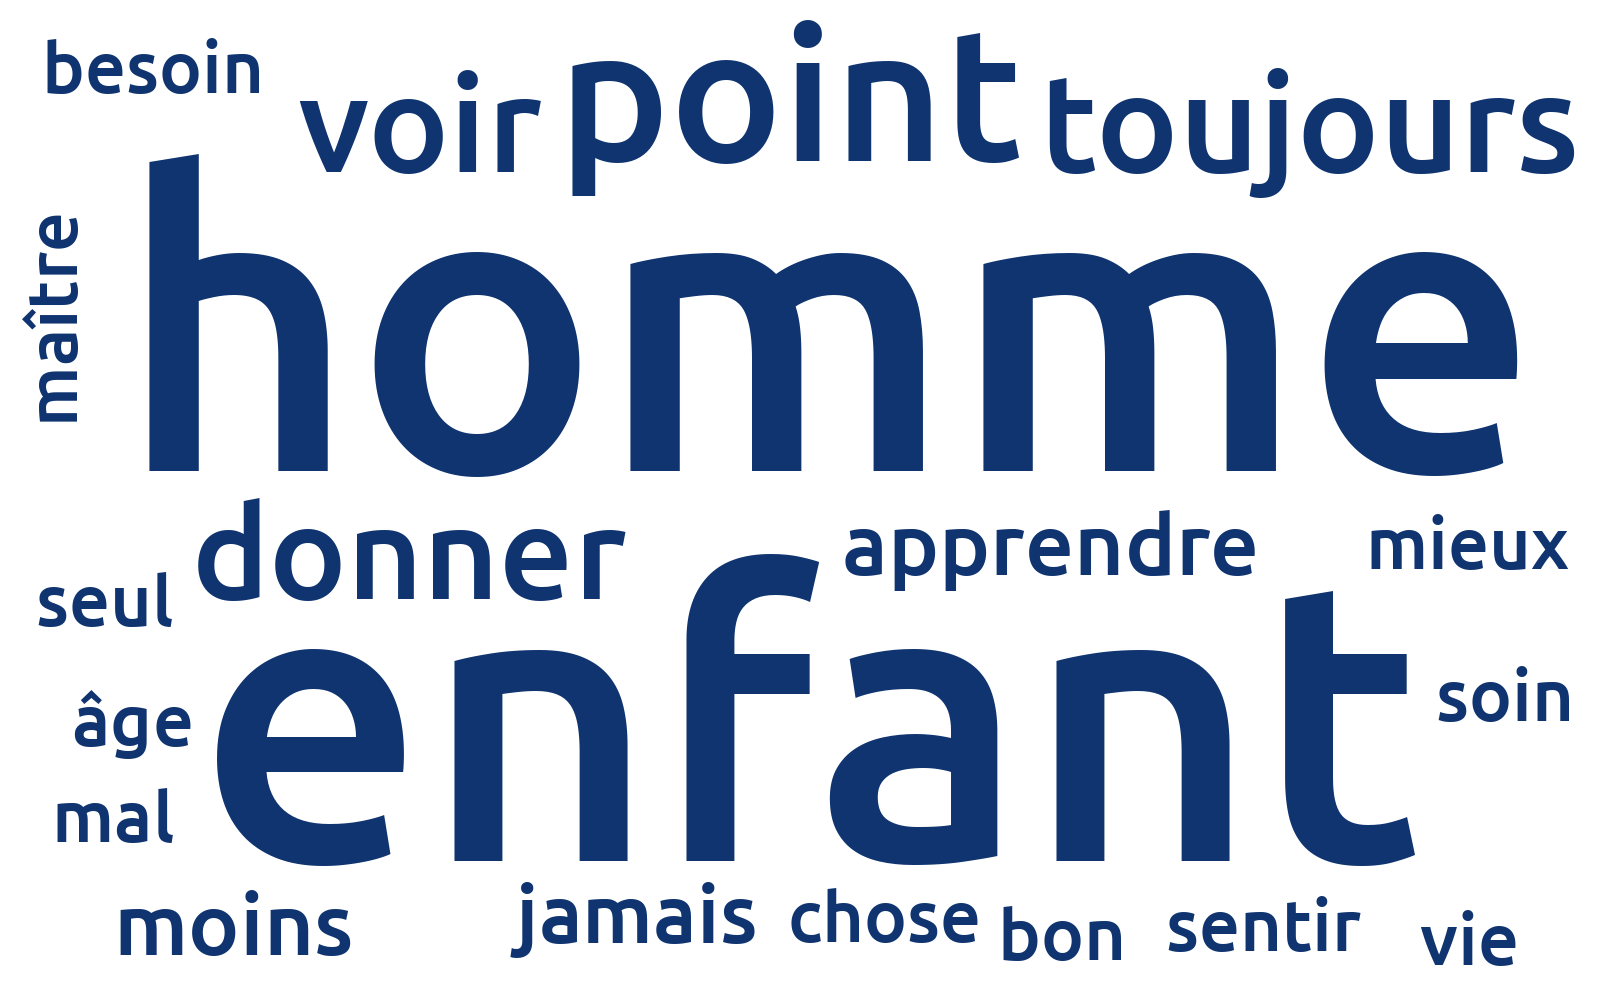 besoin
voir
point
toujours
maître
homme
donner
apprendre
mieux
seul
enfant
âge
soin
mal
moins
jamais
chose
bon
sentir
vie